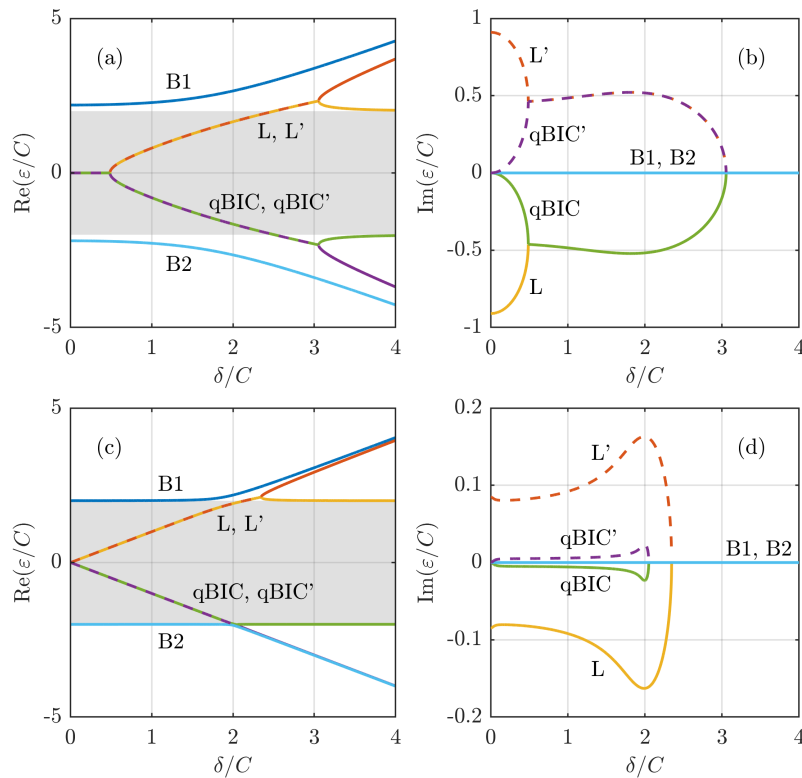 5
(a)
B1
L, L’
qBIC, qBIC’
B2
Re(ε/C)
0
-5
0
1
2
3
4
δ/C
1
L’
(b)
0.5
qBIC’
B1, B2
Im(ε/C)
0
qBIC
-0.5
L
-1
0
1
2
3
4
δ/C
5
(c)
B1
L, L’
Re(ε/C)
0
qBIC, qBIC’
B2
-5
0
1
2
3
4
δ/C
0.2
L’
(d)
0.1
qBIC’
B1, B2
Im(ε/C)
0
qBIC
-0.1
L
-0.2
0
1
2
3
4
δ/C